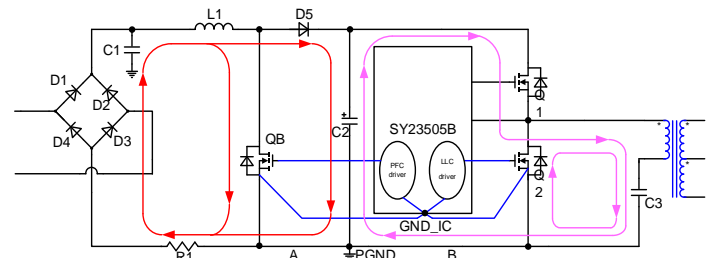 L1
D5
C1
D1
D2
D4
D3
QB
C2
SY23505B
PFC
driver
LLC
driver
GND_IC
Q
1
Q
2
*
*
*
C3
R1
A
PGND
B